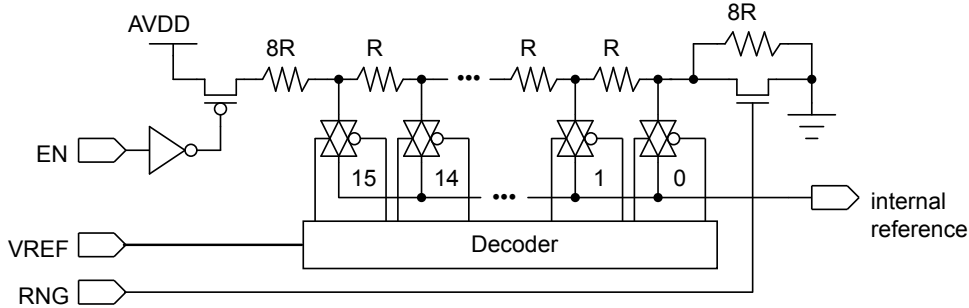 AVDD
8R
R
R
R
8R
EN
15
14
1
0
internal
reference
VREF
Decoder
RNG